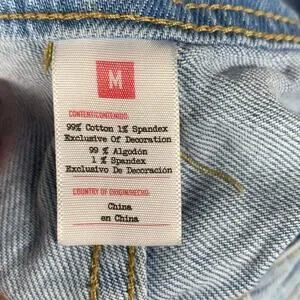 M
CONTENT/CONTENIDO:
99% Cotton 1% Spandex
Exclusive Of Decoration
99 % Algodón
1 % Spandex
Exclusivo De Decoración
COUNTRY OF ORIGIN/HECHO:
China
en China